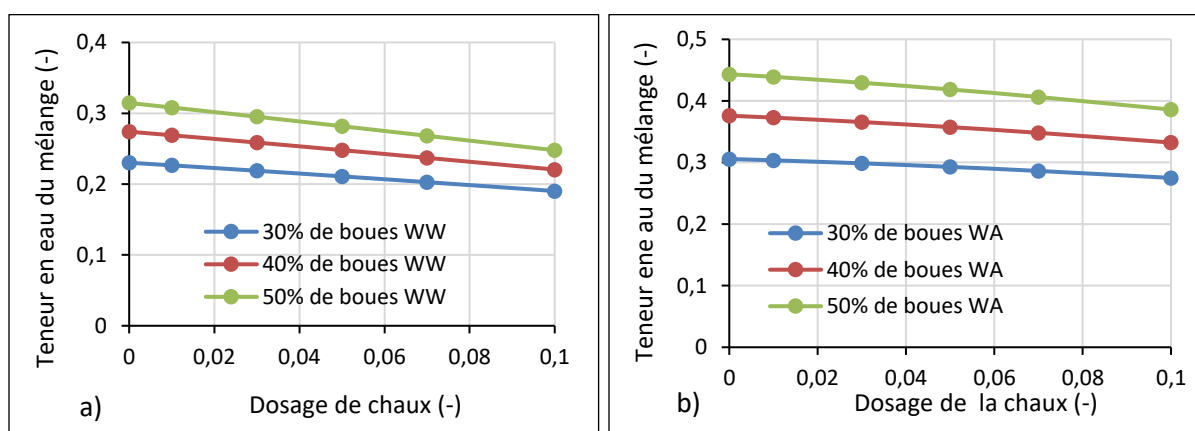 Teneur en eau du mélange (-)
0,4
0,3
0,2
0,1
0
0 0,02 0,04 0,06 0,08 0,1
30% de boues WW
40% de boues WW
50% de boues WW
a)
Dosage de chaux (-)
Teneur ene au du mélange (-)
0,5
0,4
0,3
0,2
0,1
0
0 0,02 0,04 0,06 0,08 0,1
30% de boues WA
40% de boues WA
50% de boues WA
b)
Dosage de la chaux (-)